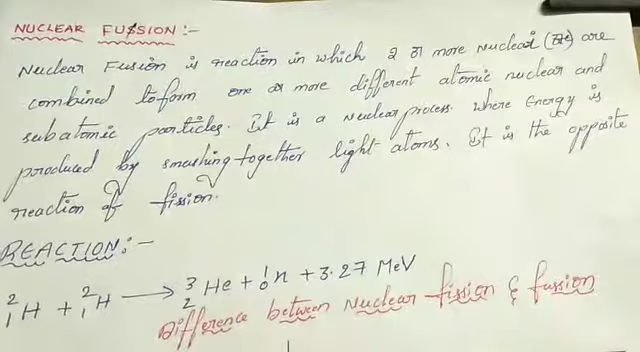 NUCLEAR FUSSION :-
Nuclear Fusion is reaction in which 2 or more nuclear are
combined to form one or more different atomic nuclear and
subatomic particles. It is a nuclear process. where Energy is
produced by smashing together light atoms. It is the opposite
reaction of fission.
REACTION :-
²₁H + ²₁H ⟶ ³₂He + ¹₀n + 3.27 MeV
Difference between Nuclear fission & fussion